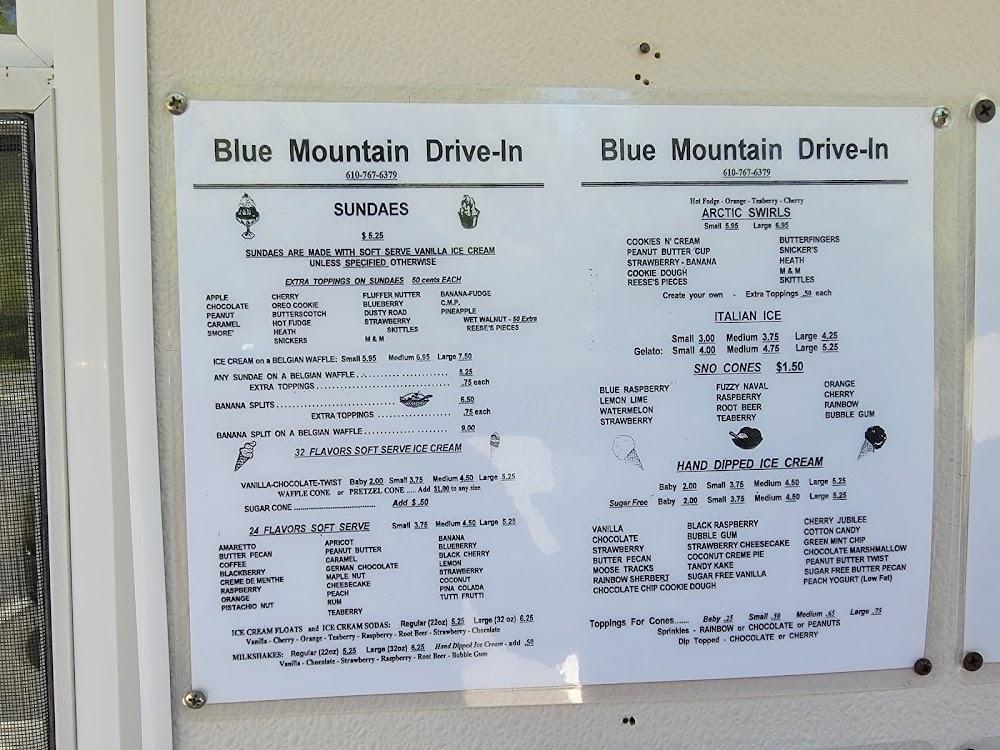 Blue Mountain Drive-In
610-767-6379
SUNDAES
$ 5.25
SUNDAES ARE MADE WITH SOFT SERVE VANILLA ICE CREAM
UNLESS SPECIFIED OTHERWISE
EXTRA TOPPINGS ON SUNDAES 50 cents EACH
APPLE
CHOCOLATE
PEANUT
CARAMEL
SMORE'
CHERRY
OREO COOKIE
BUTTERSCOTCH
HOT FUDGE
HEATH
SNICKERS
FLUFFER NUTTER
BLUEBERRY
DUSTY ROAD
STRAWBERRY
SKITTLES
M & M
BANANA-FUDGE
C.M.P.
PINEAPPLE
WET WALNUT - 50 Extra
REESE'S PIECES
ICE CREAM on a BELGIAN WAFFLE: Small 5.95 Medium 6.95 Large 7.50
ANY SUNDAE ON A BELGIAN WAFFLE .................... 8.25
EXTRA TOPPINGS ................................ .75 each
BANANA SPLITS .................................... 6.50
EXTRA TOPPINGS .................. .75 each
BANANA SPLIT ON A BELGIAN WAFFLE .................... 9.00
32 FLAVORS SOFT SERVE ICE CREAM
VANILLA-CHOCOLATE-TWIST Baby 2.00 Small 3.75 Medium 4.50 Large 5.25
WAFFLE CONE or PRETZEL CONE ..... Add $1.00 to any size
SUGAR CONE .............................. Add $ .50
24 FLAVORS SOFT SERVE Small 3.75 Medium 4.50 Large 5.25
AMARETTO
BUTTER PECAN
COFFEE
BLACKBERRY
CREME DE MENTHE
RASPBERRY
ORANGE
PISTACHIO NUT
APRICOT
PEANUT BUTTER
CARAMEL
GERMAN CHOCOLATE
MAPLE NUT
CHEESECAKE
PEACH
RUM
TEABERRY
BANANA
BLUEBERRY
BLACK CHERRY
LEMON
STRAWBERRY
COCONUT
PINA COLADA
TUTTI FRUTTI
ICE CREAM FLOATS and ICE CREAM SODAS: Regular (22oz) 5.25 Large (32 oz) 6.25
Vanilla - Cherry - Orange - Teaberry - Raspberry - Root Beer - Strawberry - Chocolate
MILKSHAKES: Regular (22oz) 5.25 Large (32oz) 6.25 Hand Dipped Ice Cream - add .50
Vanilla - Chocolate - Strawberry - Raspberry - Root Beer - Bubble Gum
Blue Mountain Drive-In
610-767-6379
Hot Fudge - Orange - Teaberry - Cherry
ARCTIC SWIRLS
Small 5.95 Large 6.95
COOKIES N' CREAM
PEANUT BUTTER CUP
STRAWBERRY - BANANA
COOKIE DOUGH
REESE'S PIECES
BUTTERFINGERS
SNICKER'S
HEATH
M & M
SKITTLES
Create your own - Extra Toppings .50 each
ITALIAN ICE
Small 3.00 Medium 3.75 Large 4.25
Gelato: Small 4.00 Medium 4.75 Large 5.25
SNO CONES $1.50
BLUE RASPBERRY
LEMON LIME
WATERMELON
STRAWBERRY
FUZZY NAVAL
RASPBERRY
ROOT BEER
TEABERRY
ORANGE
CHERRY
RAINBOW
BUBBLE GUM
HAND DIPPED ICE CREAM
Baby 2.00 Small 3.75 Medium 4.50 Large 5.25
Sugar Free Baby 2.00 Small 3.75 Medium 4.50 Large 5.25
VANILLA
CHOCOLATE
STRAWBERRY
BUTTER PECAN
MOOSE TRACKS
RAINBOW SHERBERT
CHOCOLATE CHIP COOKIE DOUGH
BLACK RASPBERRY
BUBBLE GUM
STRAWBERRY CHEESECAKE
COCONUT CREME PIE
TANDY KAKE
SUGAR FREE VANILLA
CHERRY JUBILEE
COTTON CANDY
GREEN MINT CHIP
CHOCOLATE MARSHMALLOW
PEANUT BUTTER TWIST
SUGAR FREE BUTTER PECAN
PEACH YOGURT (Low Fat)
Toppings For Cones....... Baby .25 Small .50 Medium .65 Large .75
Sprinkles - RAINBOW or CHOCOLATE or PEANUTS
Dip Topped - CHOCOLATE or CHERRY